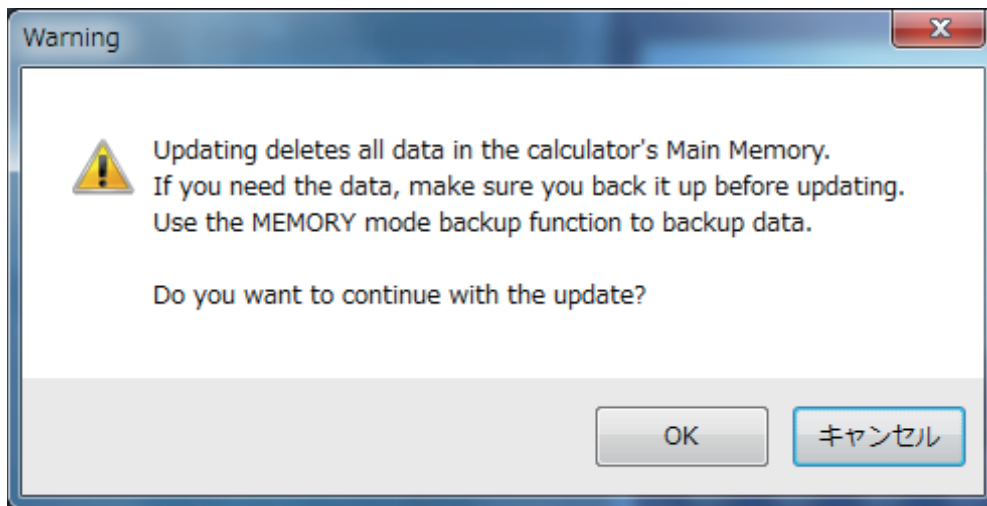 Warning
Updating deletes all data in the calculator's Main Memory.
If you need the data, make sure you back it up before updating.
Use the MEMORY mode backup function to backup data.
Do you want to continue with the update?
OK
キャンセル